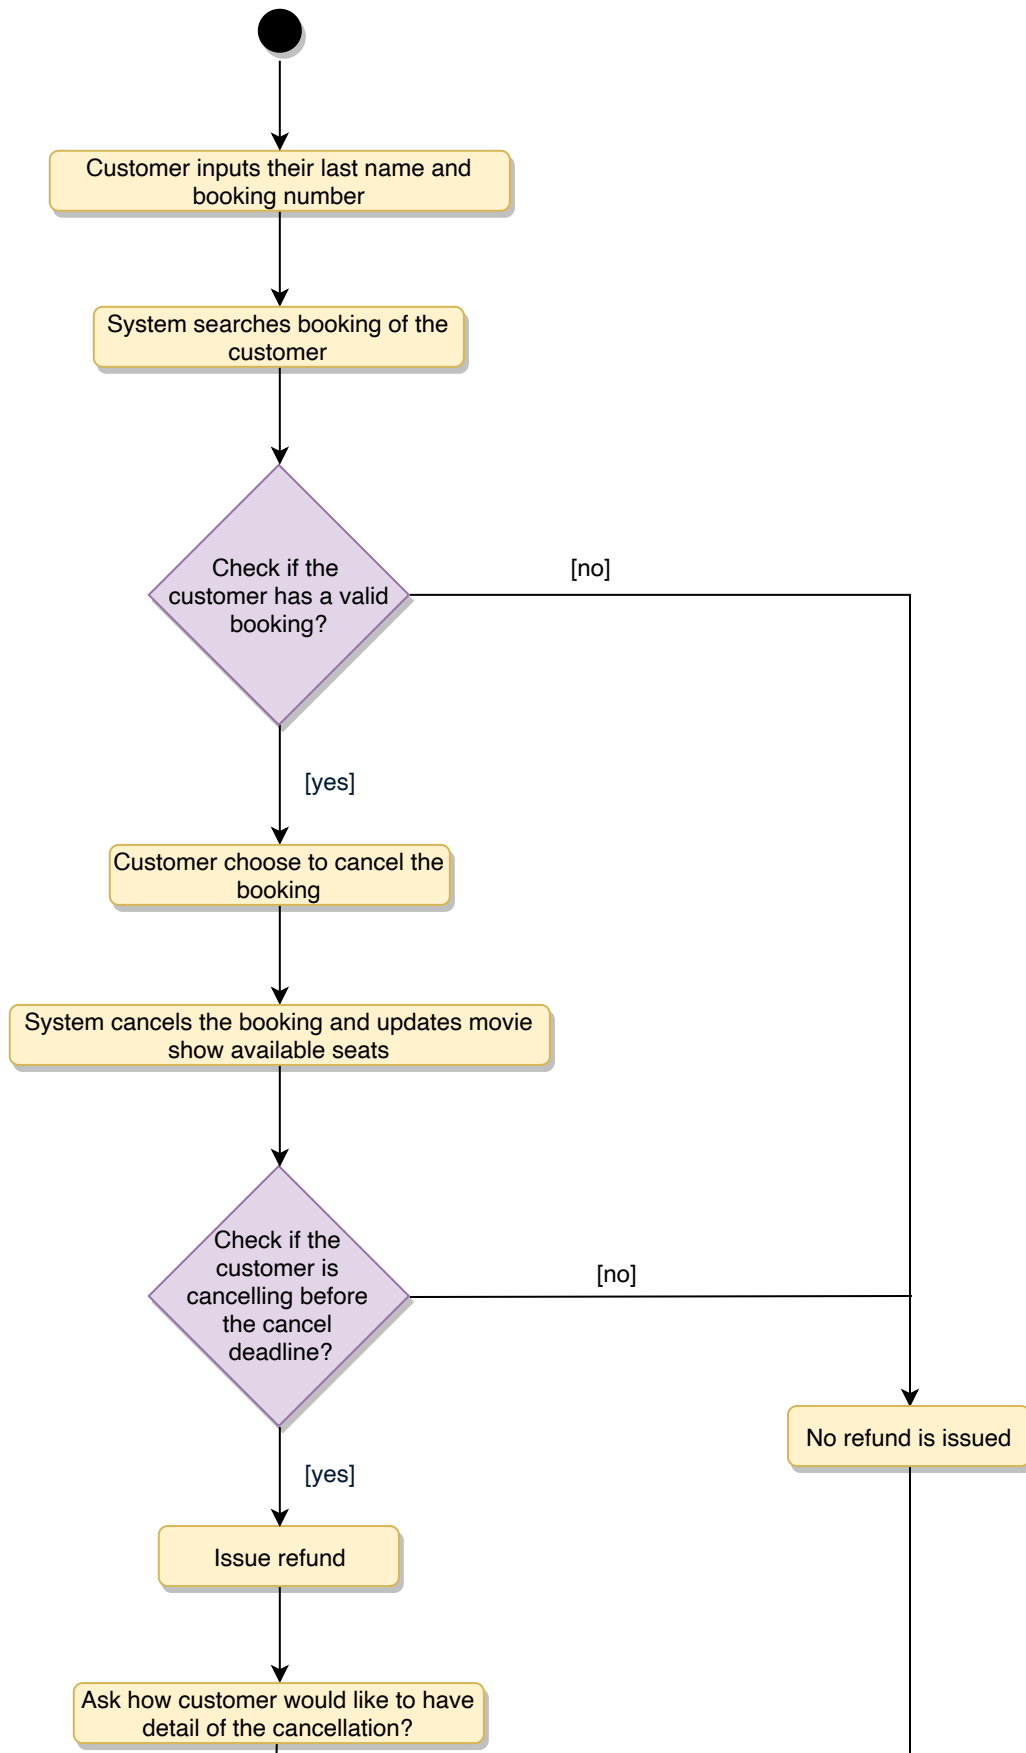 Customer inputs their last name and
booking number
System searches booking of the
customer
Check if the
customer has a valid
booking?
[no]
[yes]
Customer choose to cancel the
booking
System cancels the booking and updates movie
show available seats
Check if the
customer is
cancelling before
the cancel
deadline?
[no]
No refund is issued
[yes]
Issue refund
Ask how customer would like to have
detail of the cancellation?